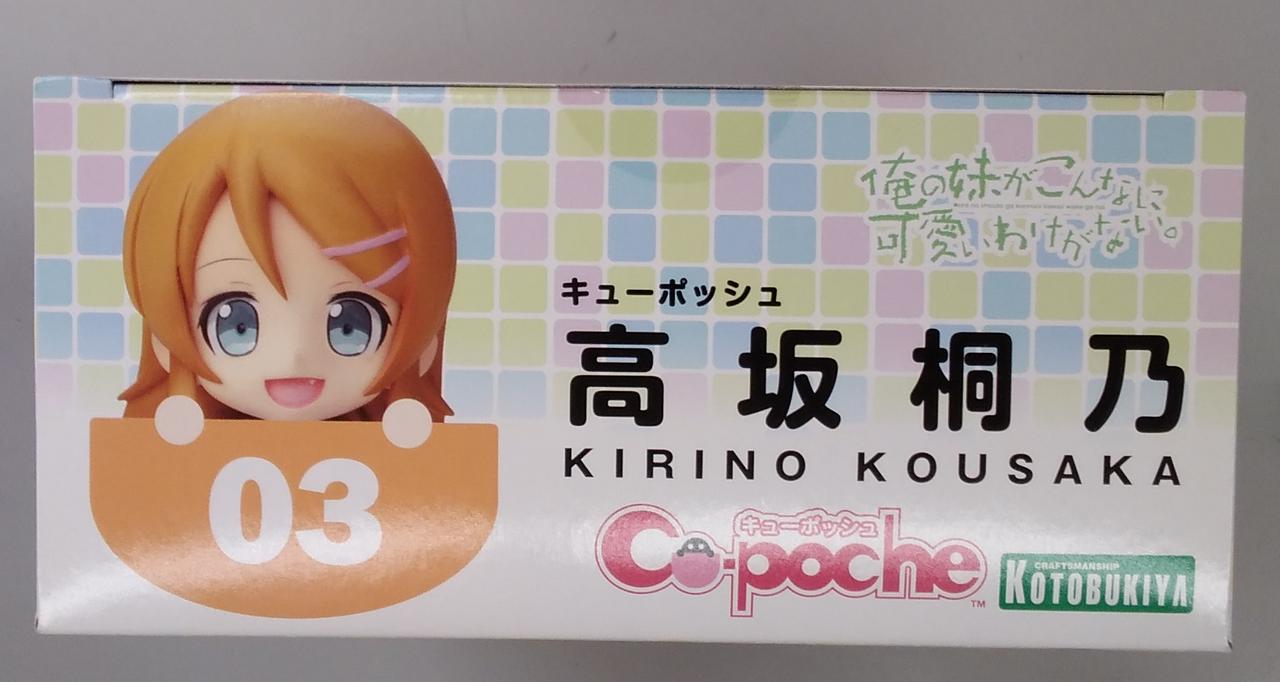 俺の妹がこんなに
可愛いわけがない。
キューポッシュ
高坂桐乃
KIRINO KOUSAKA
03
キューポッシュ
Cu-poche™
CRAFTSMANSHIP
KOTOBUKIYA